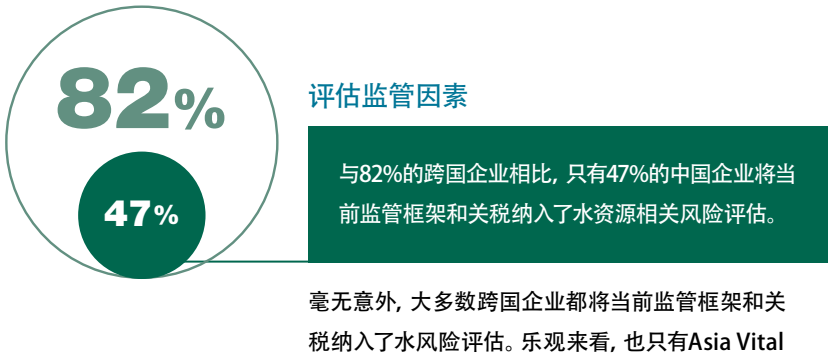 82%
47%
评估监管因素
与82%的跨国企业相比, 只有47%的中国企业将当
前监管框架和关税纳入了水资源相关风险评估。
毫无意外, 大多数跨国企业都将当前监管框架和关
税纳入了水风险评估。乐观来看, 也只有Asia Vital